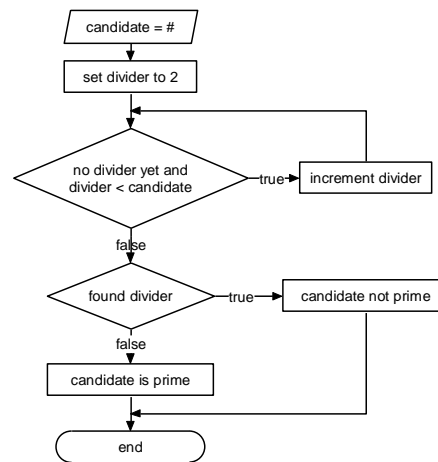 candidate = #
set divider to 2
no divider yet and
divider < candidate
true
increment divider
false
found divider
true
candidate not prime
false
candidate is prime
end